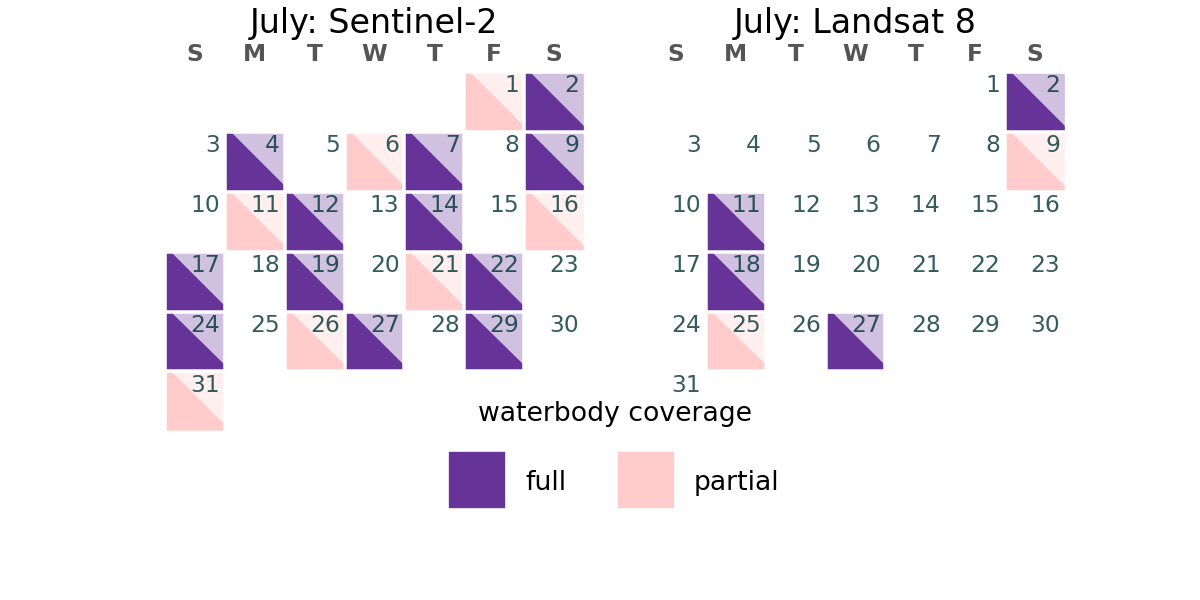 July: Sentinel-2
S M T W T F S
1 2
3 4 5 6 7 8 9
10 11 12 13 14 15 16
17 18 19 20 21 22 23
24 25 26 27 28 29 30
31
July: Landsat 8
S M T W T F S
1 2
3 4 5 6 7 8 9
10 11 12 13 14 15 16
17 18 19 20 21 22 23
24 25 26 27 28 29 30
31
waterbody coverage
full partial